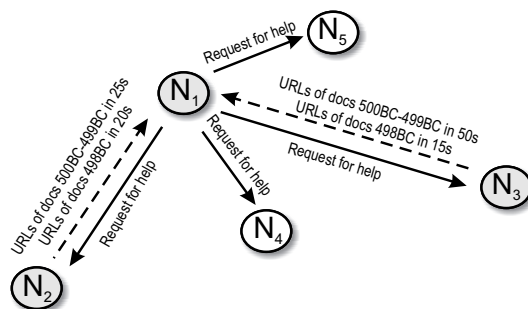 N5
Request for help
N1
URLs of docs 500BC-499BC in 25s
URLs of docs 498BC in 20s
Request for help
Request for help
URLs of docs 500BC-499BC in 50s
URLs of docs 498BC in 15s
Request for help
N3
N4
N2